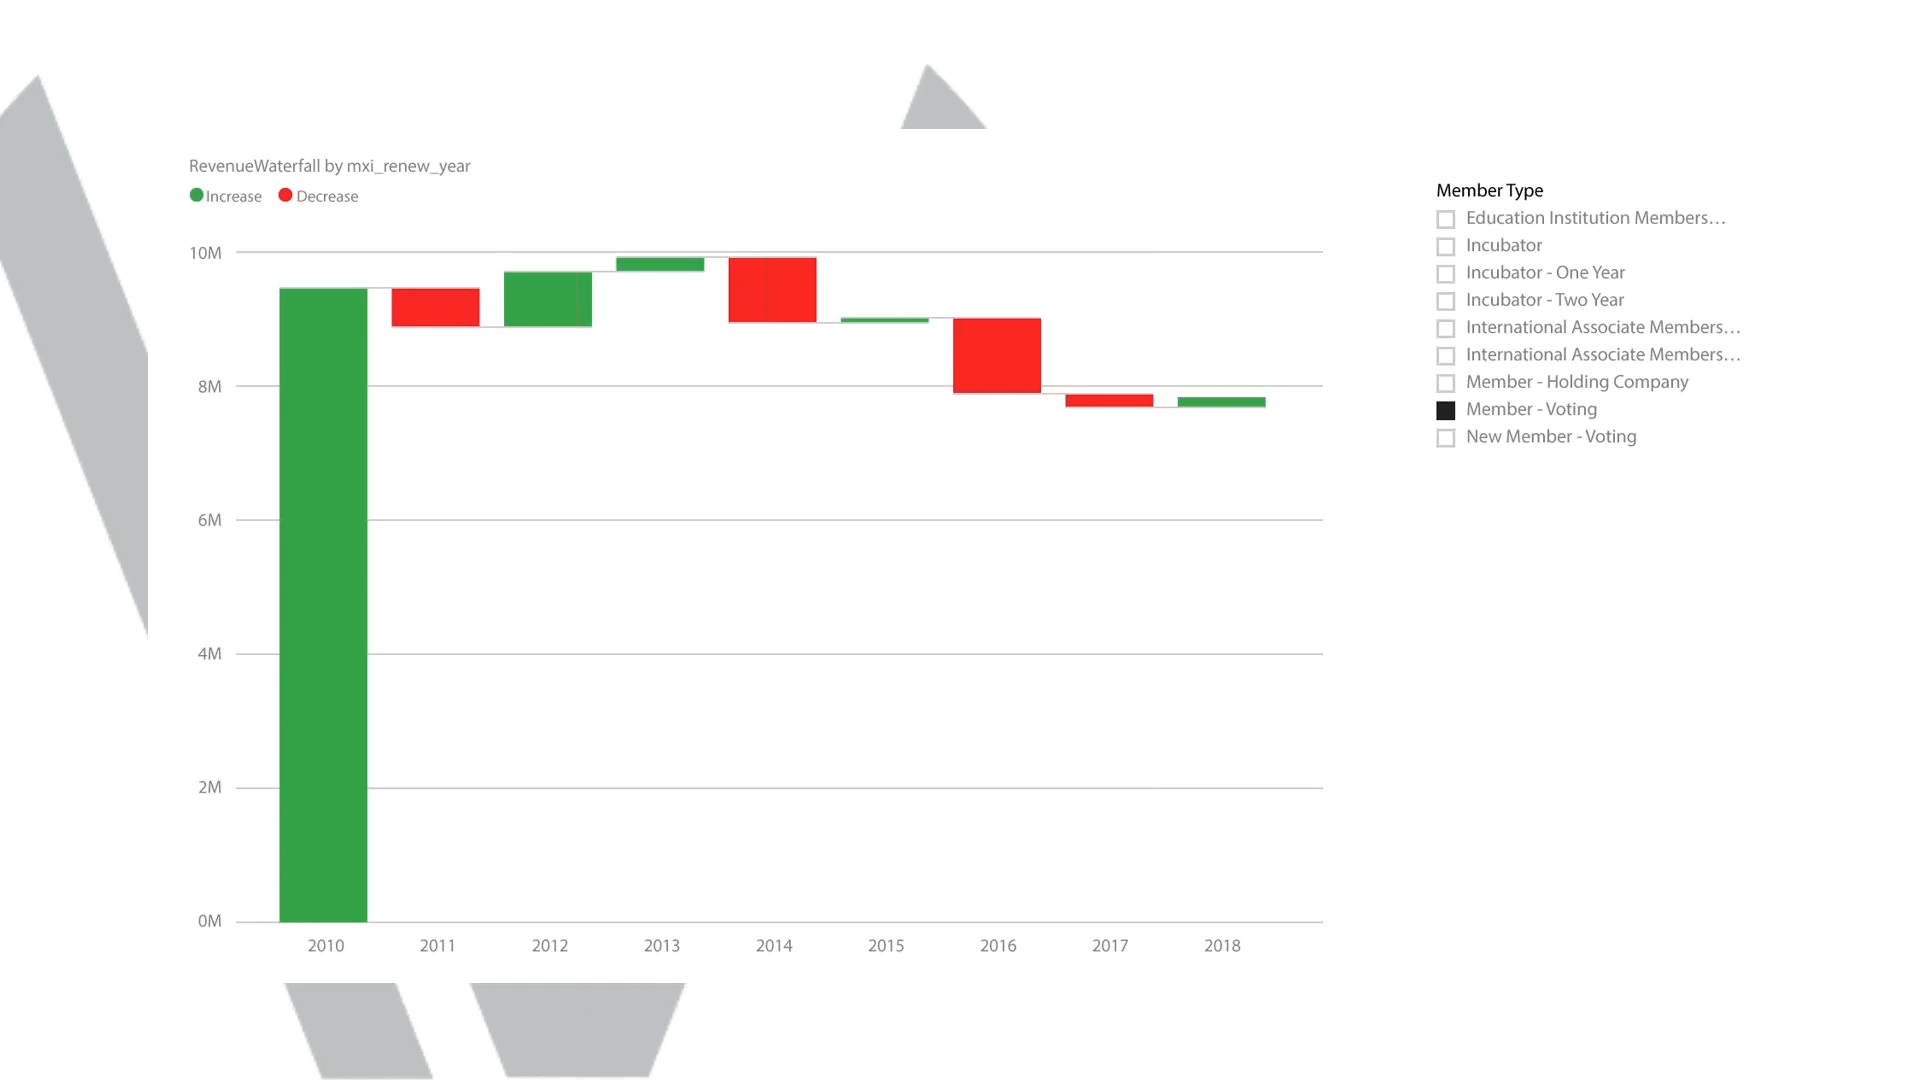 RevenueWaterfall by mxi_renew_year
Increase Decrease
10M
8M
6M
4M
2M
0M
2010 2011 2012 2013 2014 2015 2016 2017 2018
Member Type
Education Institution Members…
Incubator
Incubator - One Year
Incubator - Two Year
International Associate Members…
International Associate Members…
Member - Holding Company
Member - Voting
New Member - Voting